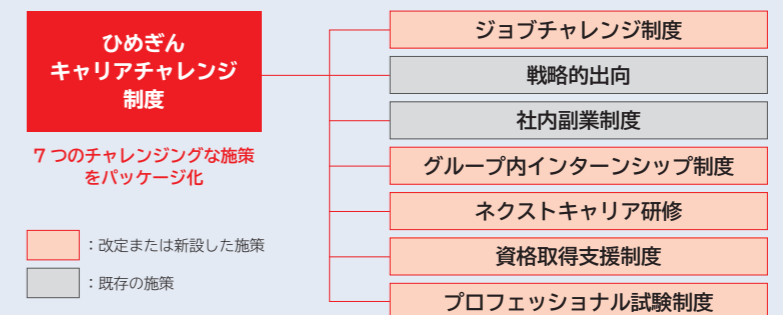 ひめぎん
キャリアチャレンジ
制度
7つのチャレンジングな施策
をパッケージ化
：改定または新設した施策
：既存の施策
ジョブチャレンジ制度
戦略的出向
社内副業制度
グループ内インターンシップ制度
ネクストキャリア研修
資格取得支援制度
プロフェッショナル試験制度